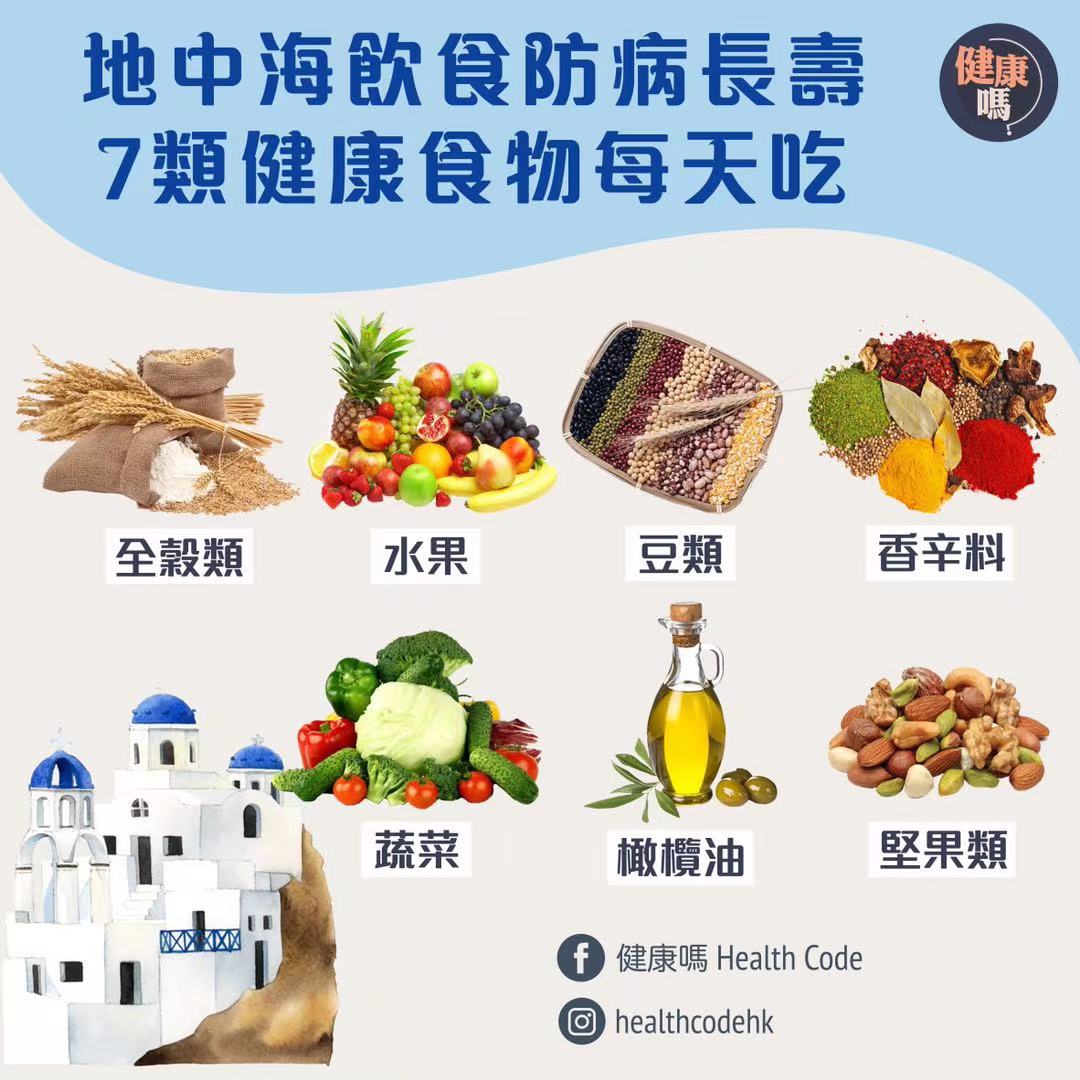 地中海飲食防病長壽
7類健康食物每天吃
健康
嗎
全穀類
水果
豆類
香辛料
蔬菜
橄欖油
堅果類
健康嗎 Health Code
healthcodehk